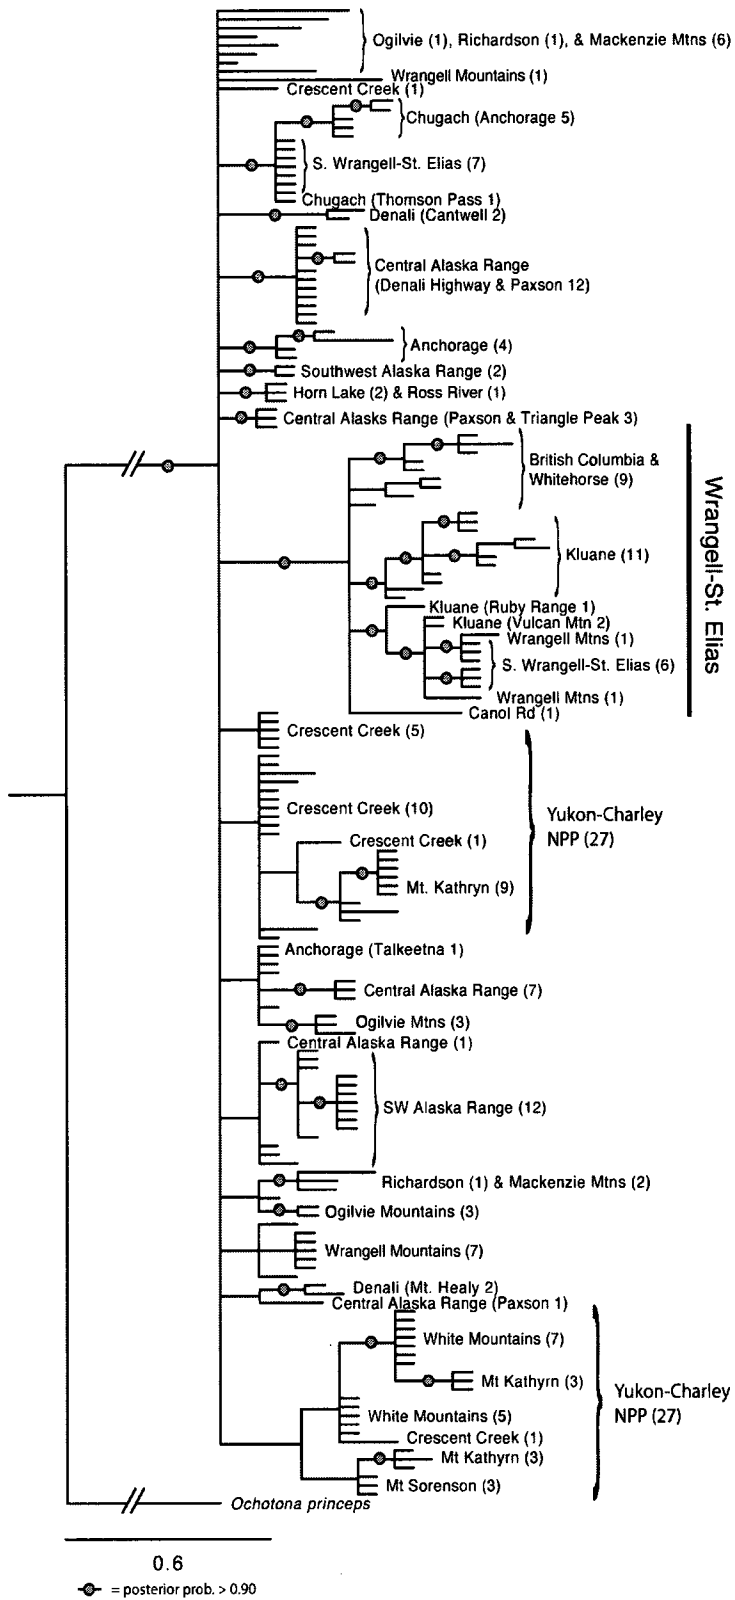 Ogilvie (1), Richardson (1), & Mackenzie Mtns (6)
Wrangell Mountains (1)
Crescent Creek (1)
Chugach (Anchorage 5)
S. Wrangell-St. Elias (7)
Chugach (Thomson Pass 1)
Denali (Cantwell 2)
Central Alaska Range
(Denali Highway & Paxson 12)
Anchorage (4)
Southwest Alaska Range (2)
Horn Lake (2) & Ross River (1)
Central Alasks Range (Paxson & Triangle Peak 3)
British Columbia &
Whitehorse (9)
Kluane (11)
Kluane (Ruby Range 1)
Kluane (Vulcan Mtn 2)
Wrangell Mtns (1)
S. Wrangell-St. Elias (6)
Wrangell Mtns (1)
Canol Rd (1)
Wrangell-St. Elias
Crescent Creek (5)
Crescent Creek (10)
Crescent Creek (1)
Mt. Kathryn (9)
Yukon-Charley
NPP (27)
Anchorage (Talkeetna 1)
Central Alaska Range (7)
Ogilvie Mtns (3)
Central Alaska Range (1)
SW Alaska Range (12)
Richardson (1) & Mackenzie Mtns (2)
Ogilvie Mountains (3)
Wrangell Mountains (7)
Denali (Mt. Healy 2)
Central Alaska Range (Paxson 1)
White Mountains (7)
Mt Kathyrn (3)
White Mountains (5)
Crescent Creek (1)
Mt Kathyrn (3)
Mt Sorenson (3)
Yukon-Charley
NPP (27)
Ochotona princeps
0.6
= posterior prob. > 0.90